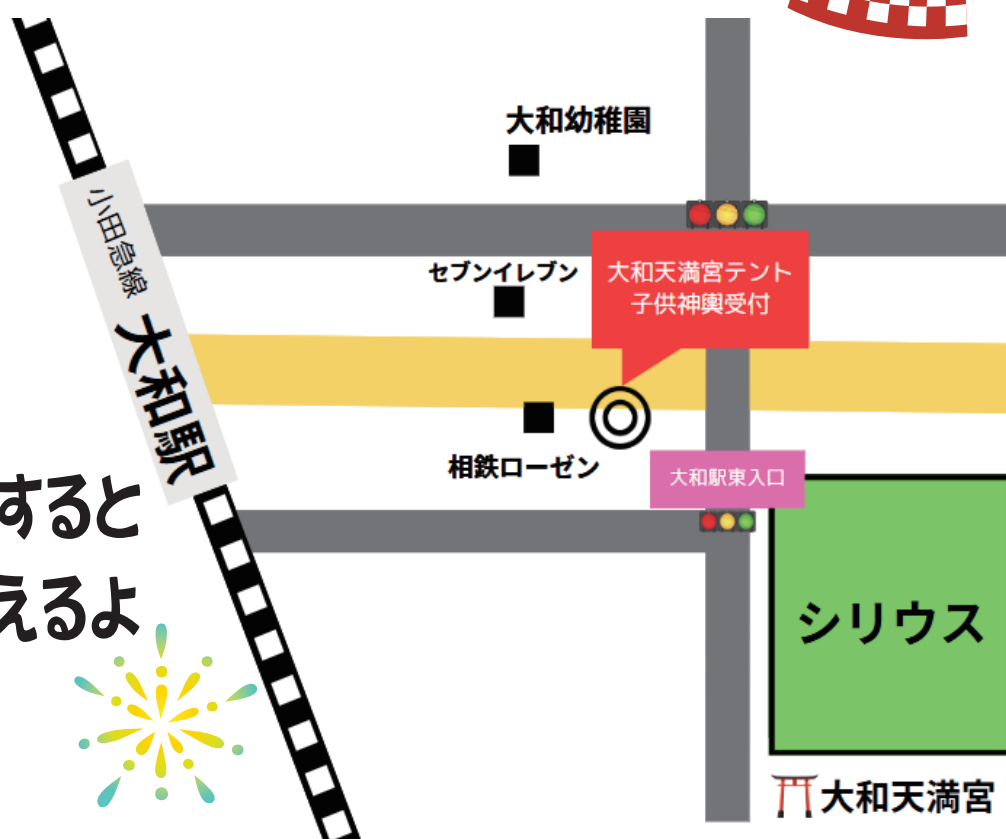 大和幼稚園
小田急線 大和駅
セブンイレブン
大和天満宮テント
子供神輿受付
相鉄ローゼン
大和駅東入口
すると
えるよ
シリウス
大和天満宮